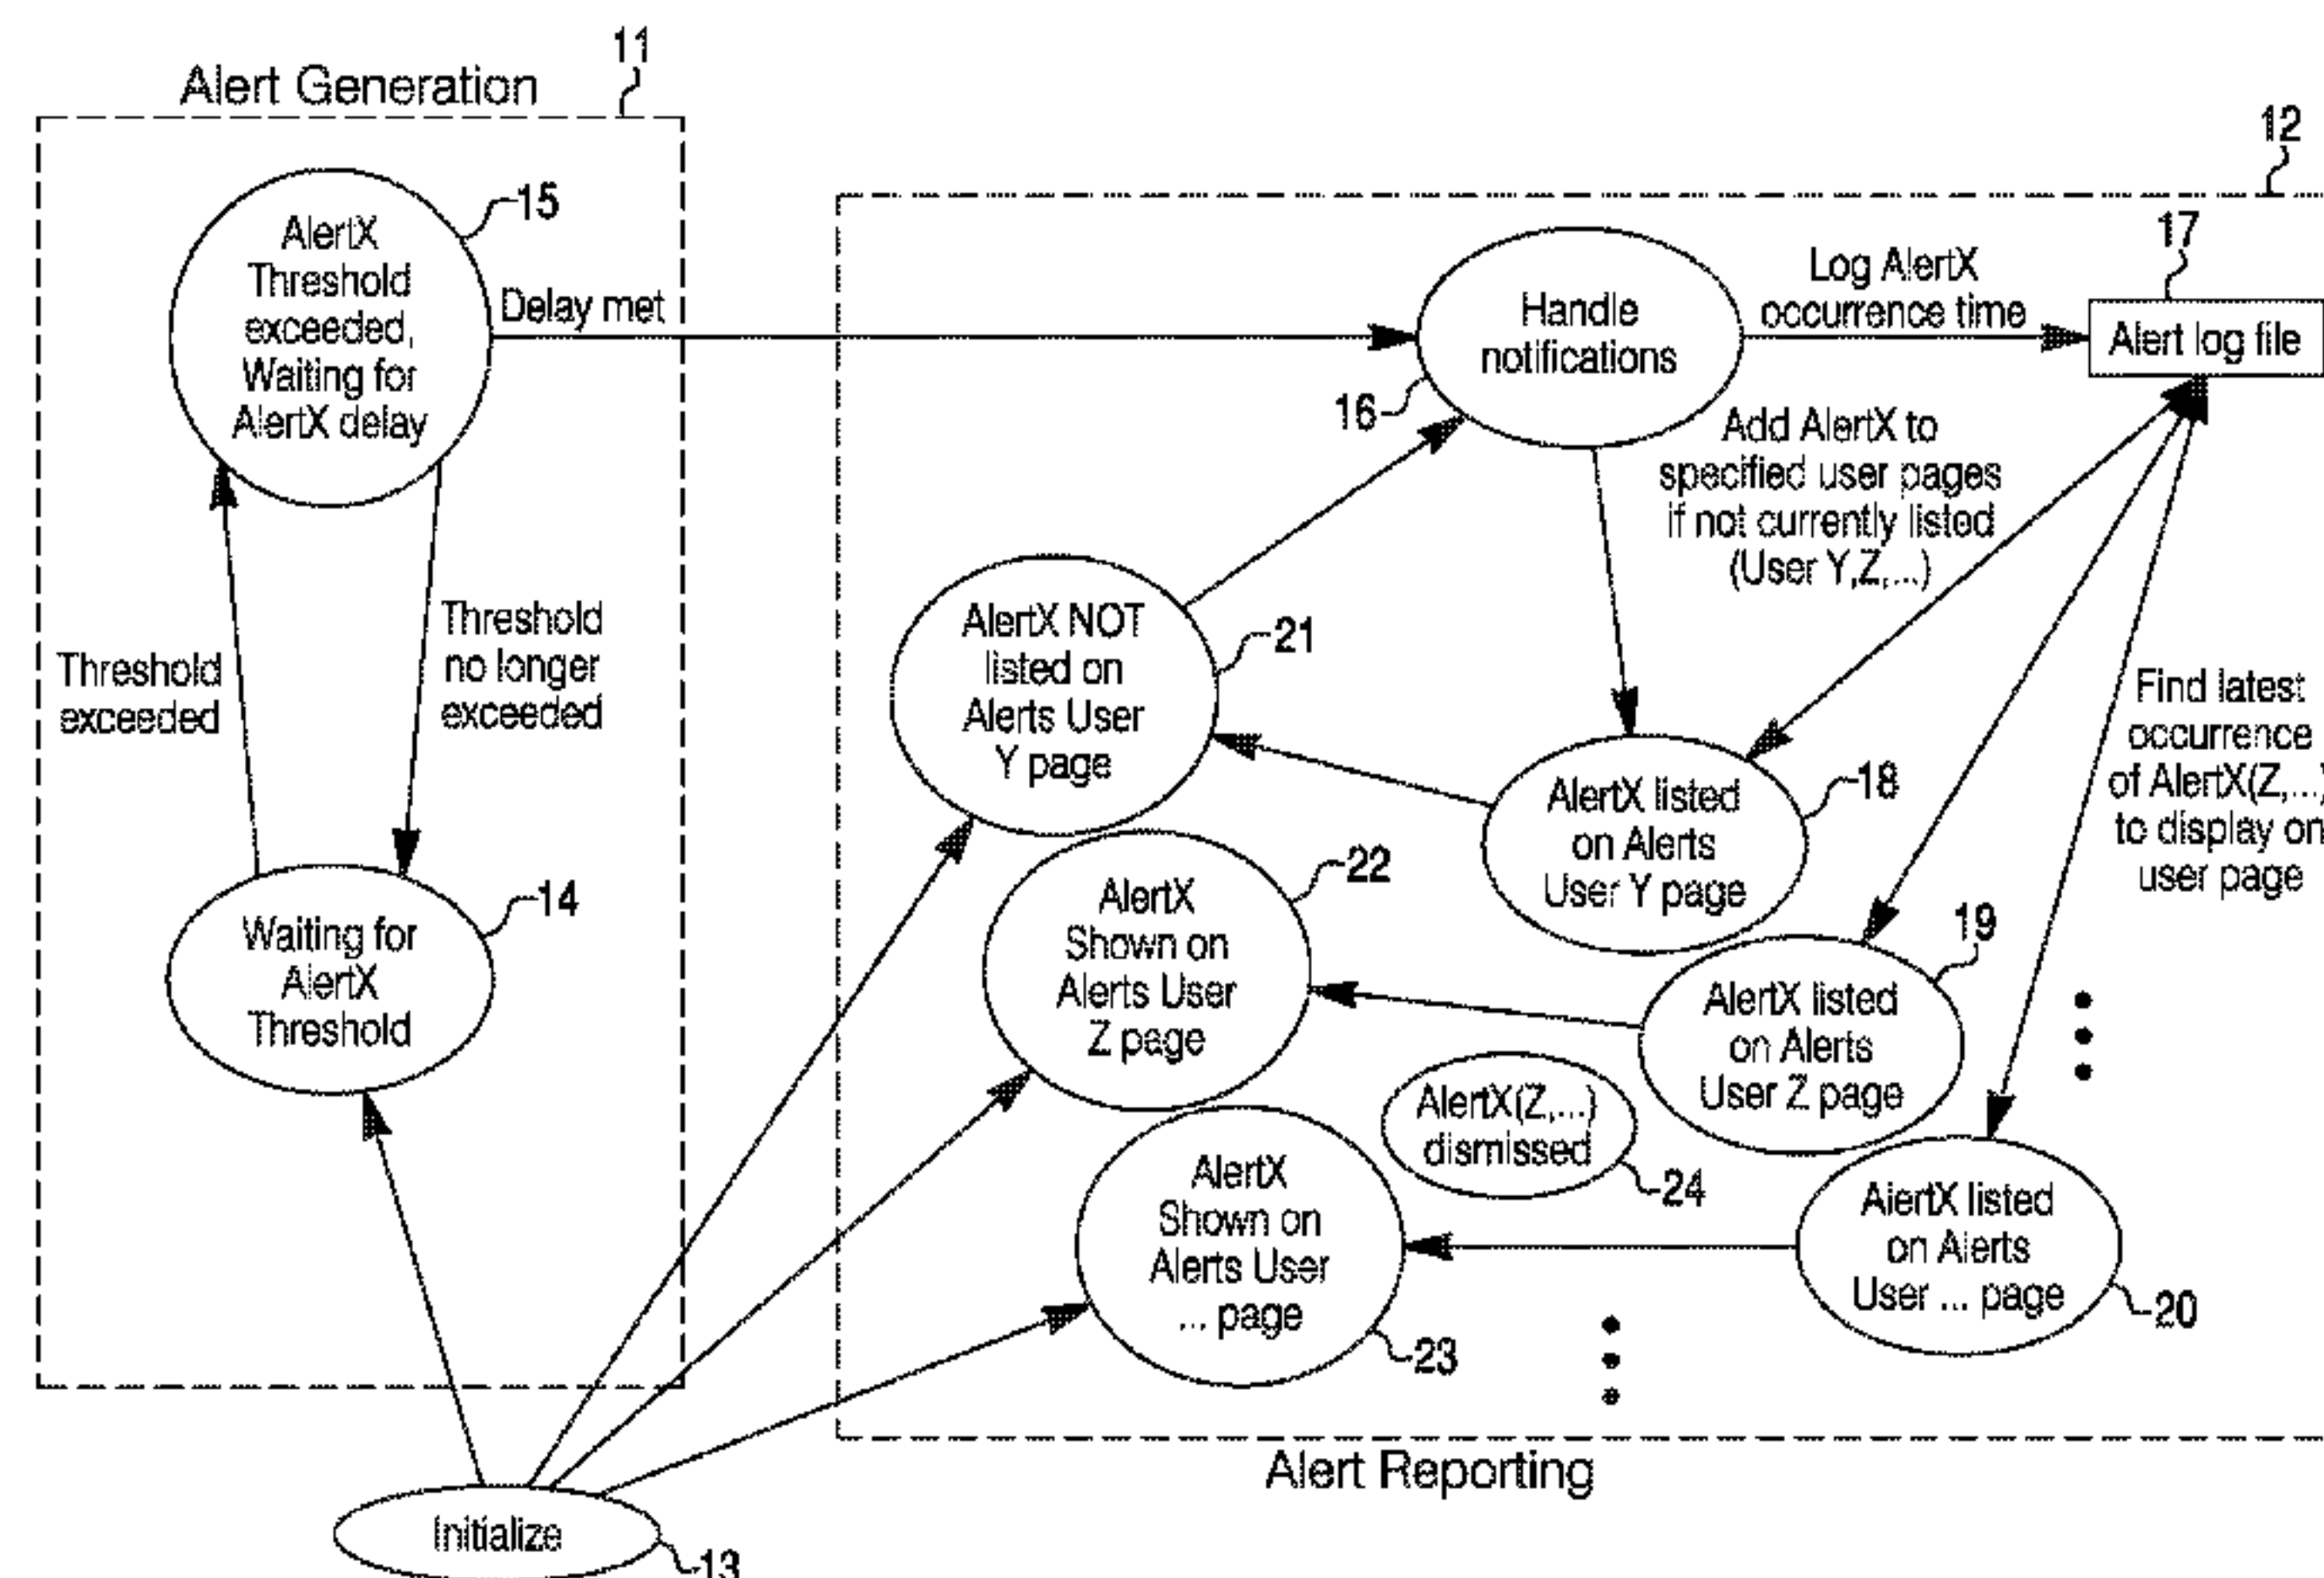 11
Alert Generation
12
15
AlertX
Threshold
exceeded,
Waiting for
AlertX delay
Delay met
Handle
notifications
16
Log AlertX
occurrence time
17
Alert log file
Add AlertX to
specified user pages
if not currently listed
(User Y,Z,...)
Threshold
exceeded
Threshold
no longer
exceeded
AlertX NOT
listed on
Alerts User
Y page
21
Find latest
occurrence
of AlertX(Z,...)
to display on
user page
AlertX listed
on Alerts
User Y page
18
Waiting for
AlertX
Threshold
14
AlertX
Shown on
Alerts User
Z page
22
AlertX listed
on Alerts
User Z page
19
AlertX(Z,...)
dismissed
24
AlertX
Shown on
Alerts User
... page
23
AlertX listed
on Alerts
User ... page
20
Alert Reporting
Initialize
13